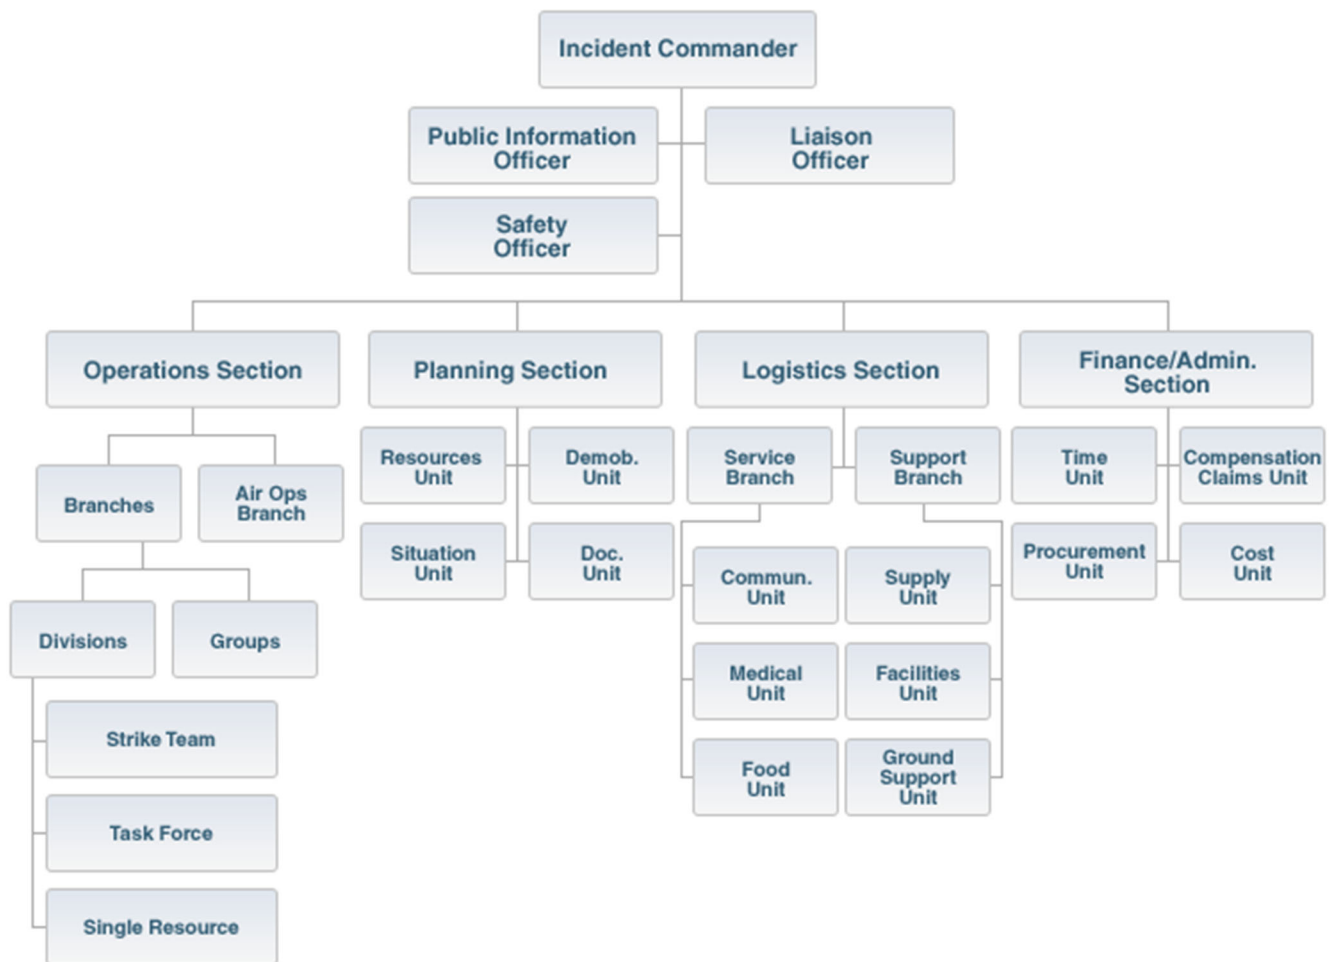 Incident Commander
Public Information
Officer
Liaison
Officer
Safety
Officer
Operations Section
Planning Section
Logistics Section
Finance/Admin.
Section
Resources
Unit
Demob.
Unit
Service
Branch
Support
Branch
Time
Unit
Compensation
Claims Unit
Branches
Air Ops
Branch
Situation
Unit
Doc.
Unit
Procurement
Unit
Cost
Unit
Commun.
Unit
Supply
Unit
Divisions
Groups
Medical
Unit
Facilities
Unit
Strike Team
Food
Unit
Ground
Support
Unit
Task Force
Single Resource